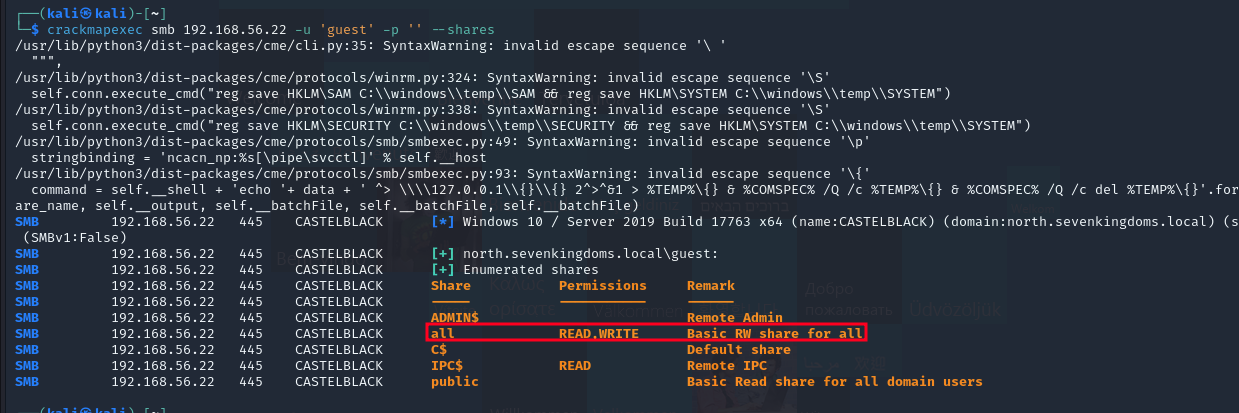 ┌──(kali㉿kali)-[~]
└─$ crackmapexec smb 192.168.56.22 -u 'guest' -p '' --shares
/usr/lib/python3/dist-packages/cme/cli.py:35: SyntaxWarning: invalid escape sequence '\ '
  """,
/usr/lib/python3/dist-packages/cme/protocols/winrm.py:324: SyntaxWarning: invalid escape sequence '\S'
  self.conn.execute_cmd("reg save HKLM\SAM C:\\windows\\temp\\SAM && reg save HKLM\SYSTEM C:\\windows\\temp\\SYSTEM")
/usr/lib/python3/dist-packages/cme/protocols/winrm.py:338: SyntaxWarning: invalid escape sequence '\S'
  self.conn.execute_cmd("reg save HKLM\SECURITY C:\\windows\\temp\\SECURITY && reg save HKLM\SYSTEM C:\\windows\\temp\\SYSTEM")
/usr/lib/python3/dist-packages/cme/protocols/smb/smbexec.py:49: SyntaxWarning: invalid escape sequence '\p'
  stringbinding = 'ncacn_np:%s[\pipe\svcctl]' % self.__host
/usr/lib/python3/dist-packages/cme/protocols/smb/smbexec.py:93: SyntaxWarning: invalid escape sequence '\{'
  command = self.__shell + 'echo '+ data + ' ^> \\\\127.0.0.1\\{}\\{} 2^>^&1 > %TEMP%\{} & %COMSPEC% /Q /c %TEMP%\{} & %COMSPEC% /Q /c del %TEMP%\{}'.for
are_name, self.__output, self.__batchFile, self.__batchFile, self.__batchFile)
SMB 192.168.56.22 445 CASTELBLACK [*] Windows 10 / Server 2019 Build 17763 x64 (name:CASTELBLACK) (domain:north.sevenkingdoms.local) (s
 (SMBv1:False)
SMB 192.168.56.22 445 CASTELBLACK [+] north.sevenkingdoms.local\guest:
SMB 192.168.56.22 445 CASTELBLACK [+] Enumerated shares
SMB 192.168.56.22 445 CASTELBLACK Share Permissions Remark
SMB 192.168.56.22 445 CASTELBLACK ----- ----------- ------
SMB 192.168.56.22 445 CASTELBLACK ADMIN$ Remote Admin
SMB 192.168.56.22 445 CASTELBLACK all READ,WRITE Basic RW share for all
SMB 192.168.56.22 445 CASTELBLACK C$ Default share
SMB 192.168.56.22 445 CASTELBLACK IPC$ READ Remote IPC
SMB 192.168.56.22 445 CASTELBLACK public Basic Read share for all domain users
┌──(kali㉿kali)-[~]